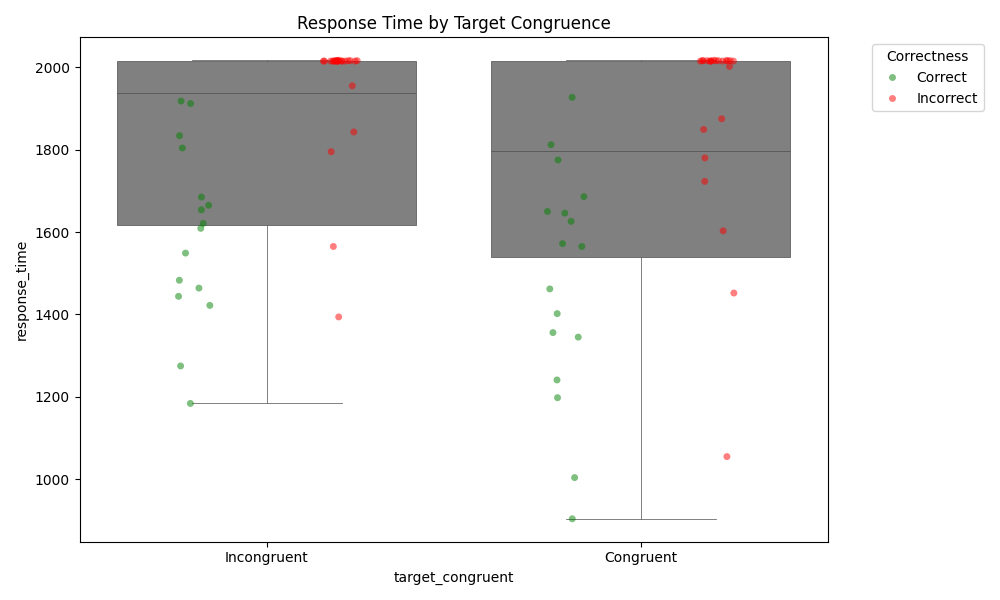 Response Time by Target Congruence
Correctness
Correct
Incorrect
response_time
2000
1800
1600
1400
1200
1000
Incongruent
Congruent
target_congruent